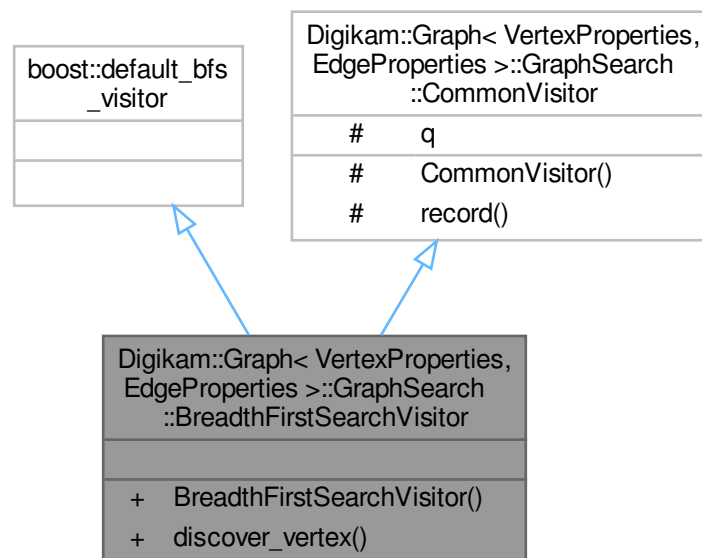 boost::default_bfs
_visitor
Digikam::Graph< VertexProperties,
EdgeProperties >::GraphSearch
::CommonVisitor
# q
# CommonVisitor()
# record()
Digikam::Graph< VertexProperties,
EdgeProperties >::GraphSearch
::BreadthFirstSearchVisitor
+ BreadthFirstSearchVisitor()
+ discover_vertex()